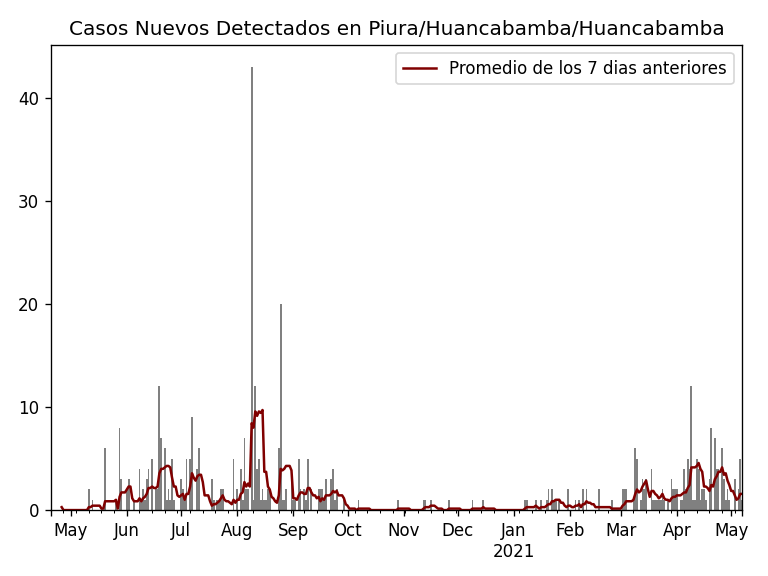 Casos Nuevos Detectados en Piura/Huancabamba/Huancabamba
Promedio de los 7 dias anteriores
40
30
20
10
0
May Jun Jul Aug Sep Oct Nov Dec Jan Feb Mar Apr May
2021